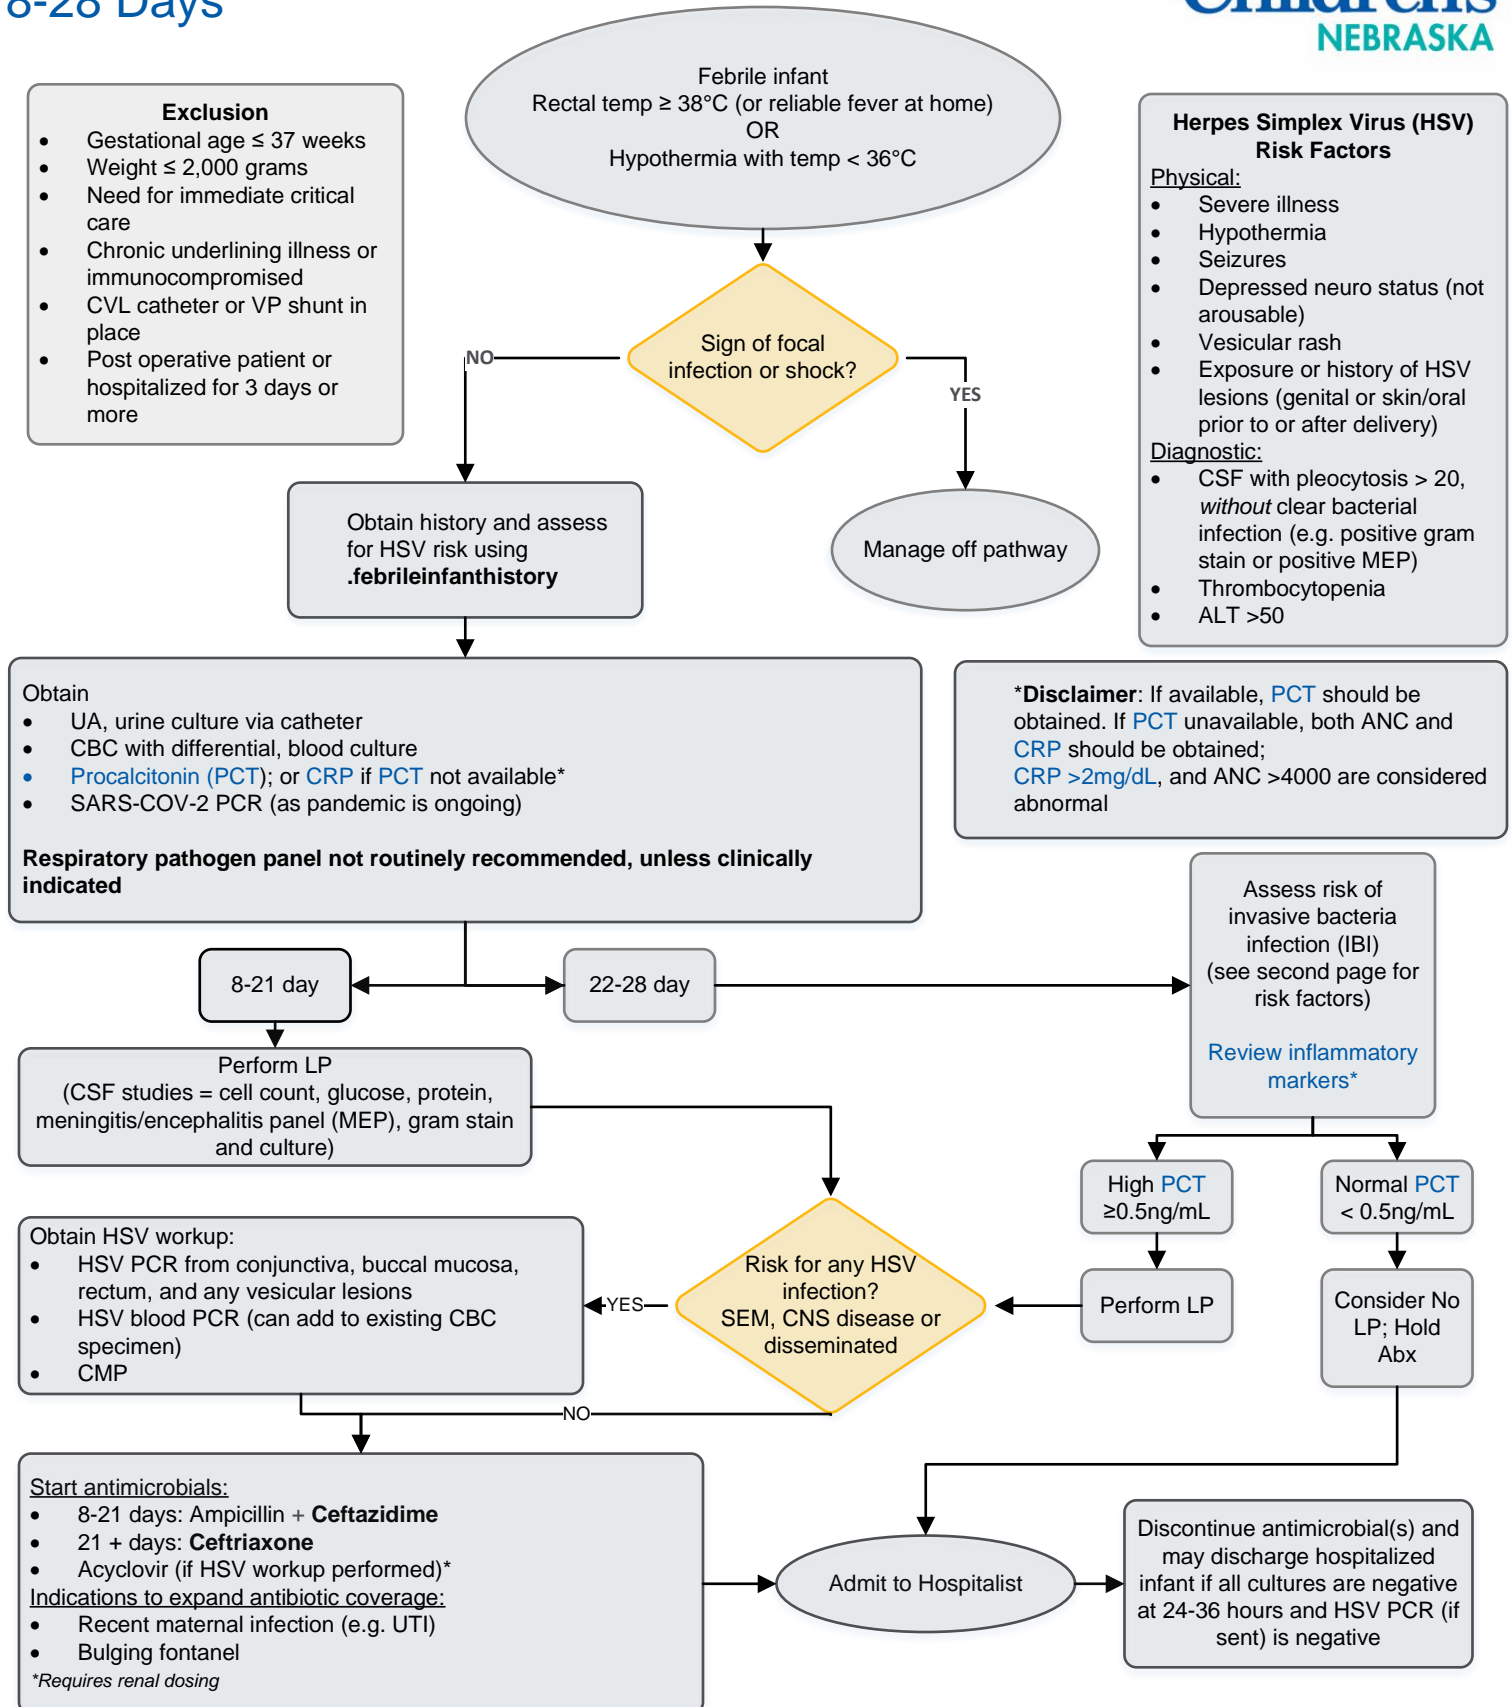 8-28 Days
Children's
NEBRASKA
Febrile infant
Rectal temp ≥ 38°C (or reliable fever at home)
OR
Hypothermia with temp < 36°C
Exclusion
• Gestational age ≤ 37 weeks
• Weight ≤ 2,000 grams
• Need for immediate critical
care
• Chronic underlining illness or
immunocompromised
• CVL catheter or VP shunt in
place
• Post operative patient or
hospitalized for 3 days or
more
Herpes Simplex Virus (HSV)
Risk Factors
Physical:
• Severe illness
• Hypothermia
• Seizures
• Depressed neuro status (not
arousable)
• Vesicular rash
• Exposure or history of HSV
lesions (genital or skin/oral
prior to or after delivery)
Diagnostic:
• CSF with pleocytosis > 20,
without clear bacterial
infection (e.g. positive gram
stain or positive MEP)
• Thrombocytopenia
• ALT >50
Sign of focal
infection or shock?
NO
YES
Obtain history and assess
for HSV risk using
.febrileinfanthistory
Manage off pathway
Obtain
• UA, urine culture via catheter
• CBC with differential, blood culture
• Procalcitonin (PCT); or CRP if PCT not available*
• SARS-COV-2 PCR (as pandemic is ongoing)
Respiratory pathogen panel not routinely recommended, unless clinically
indicated
*Disclaimer: If available, PCT should be
obtained. If PCT unavailable, both ANC and
CRP should be obtained;
CRP >2mg/dL, and ANC >4000 are considered
abnormal
8-21 day
22-28 day
Assess risk of
invasive bacteria
infection (IBI)
(see second page for
risk factors)
Review inflammatory
markers*
Perform LP
(CSF studies = cell count, glucose, protein,
meningitis/encephalitis panel (MEP), gram stain
and culture)
High PCT
≥0.5ng/mL
Normal PCT
< 0.5ng/mL
Obtain HSV workup:
• HSV PCR from conjunctiva, buccal mucosa,
rectum, and any vesicular lesions
• HSV blood PCR (can add to existing CBC
specimen)
• CMP
YES
Risk for any HSV
infection?
SEM, CNS disease or
disseminated
Perform LP
Consider No
LP; Hold
Abx
NO
Start antimicrobials:
• 8-21 days: Ampicillin + Ceftazidime
• 21 + days: Ceftriaxone
• Acyclovir (if HSV workup performed)*
Indications to expand antibiotic coverage:
• Recent maternal infection (e.g. UTI)
• Bulging fontanel
*Requires renal dosing
Admit to Hospitalist
Discontinue antimicrobial(s) and
may discharge hospitalized
infant if all cultures are negative
at 24-36 hours and HSV PCR (if
sent) is negative